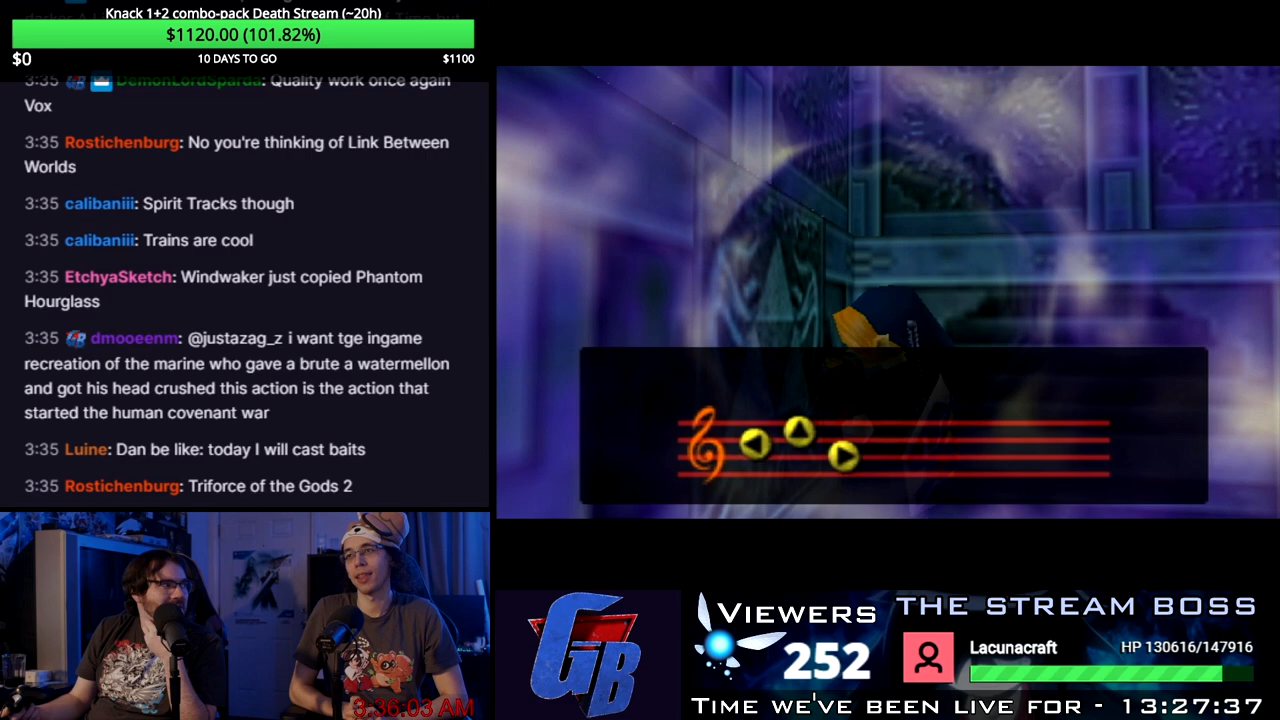 Knack 1+2 combo-pack Death Stream (~20h)
$1120.00 (101.82%)
$0 10 DAYS TO GO $1100
3:35 DemonLordSparda: Quality work once again
Vox
3:35 Rostichenburg: No you're thinking of Link Between
Worlds
3:35 calibaniii: Spirit Tracks though
3:35 calibaniii: Trains are cool
3:35 EtchyaSketch: Windwaker just copied Phantom
Hourglass
3:35 dmooeenm: @justazag_z i want tge ingame
recreation of the marine who gave a brute a watermellon
and got his head crushed this action is the action that
started the human covenant war
3:35 Luine: Dan be like: today I will cast baits
3:35 Rostichenburg: Triforce of the Gods 2
3:36:03 AM
GB
Viewers
252
THE STREAM BOSS
Lacunacraft HP 130616/147916
Time we've been live for - 13:27:37